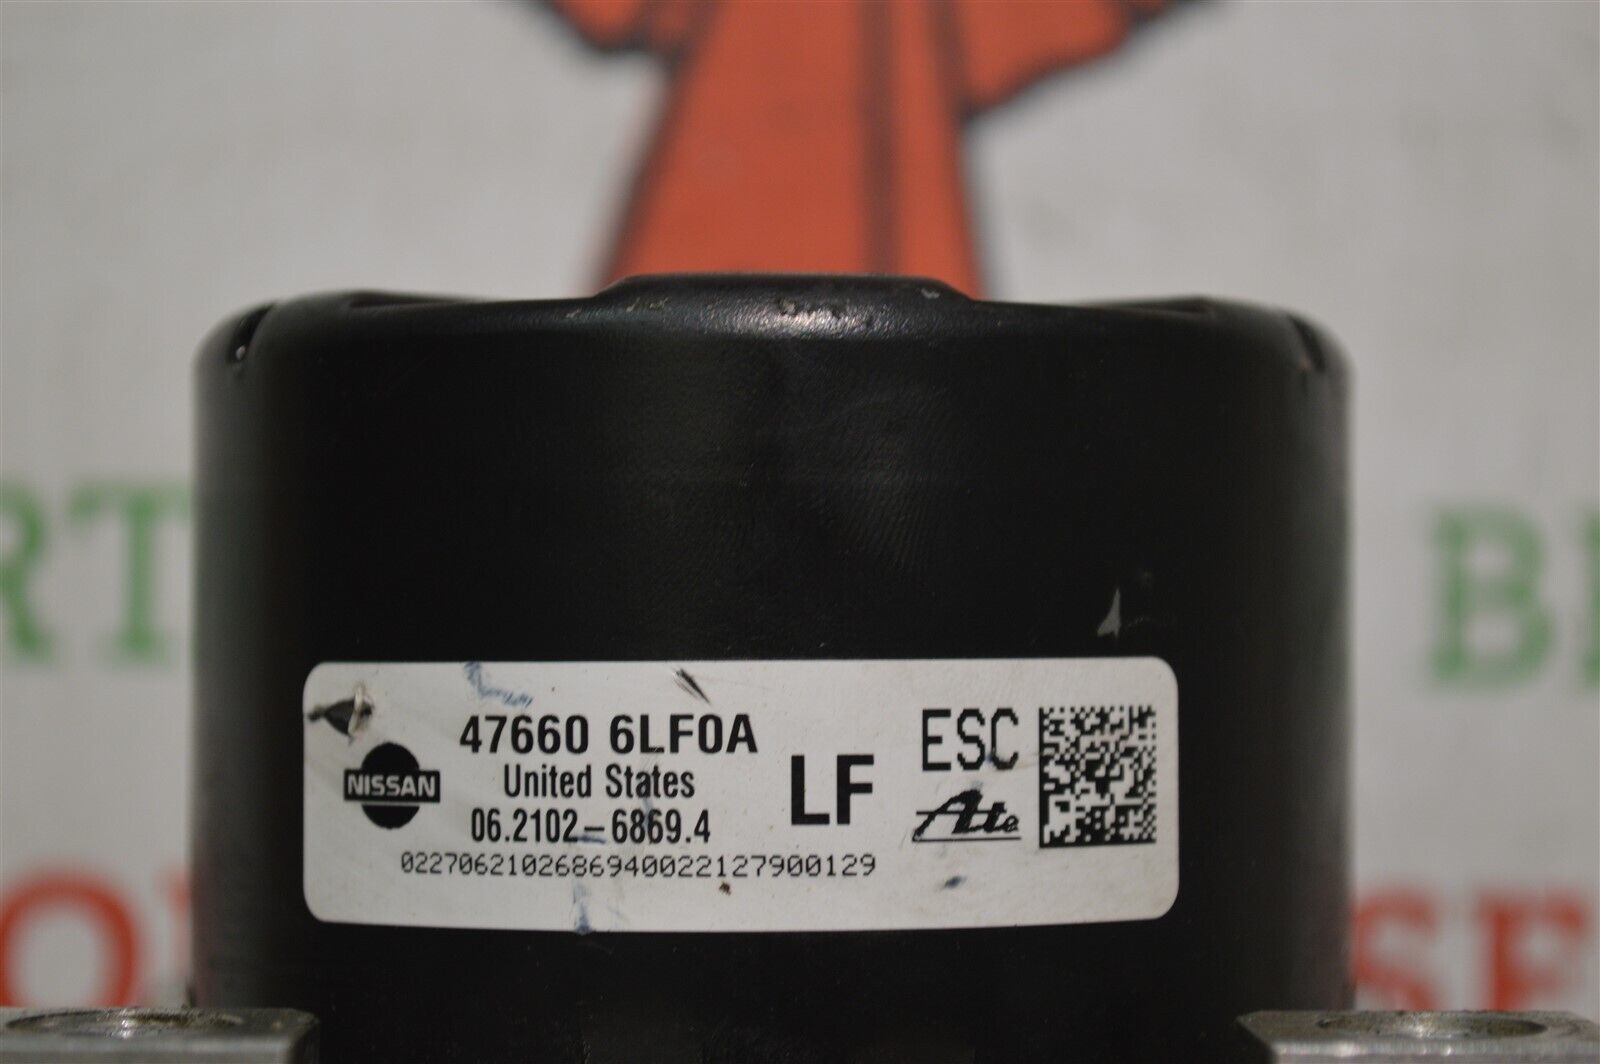 47660 6LF0A
NISSAN
United States
06.2102-6869.4
LF
ESC
Ate
0227062102686940022127900129